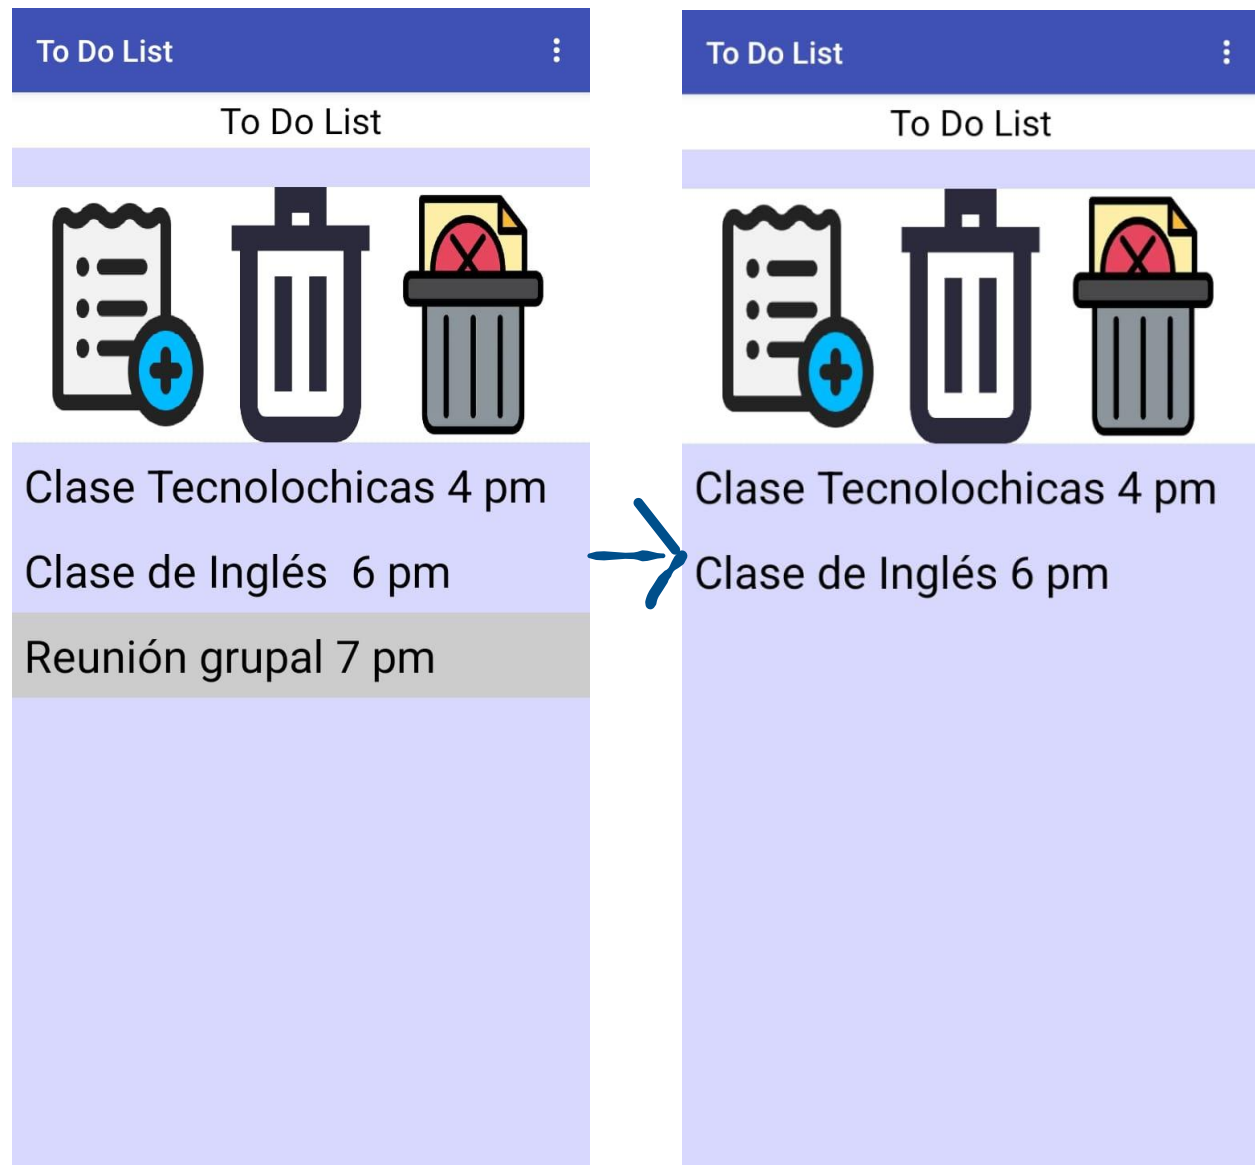 To Do List
To Do List
Clase Tecnolochicas 4 pm
Clase de Inglés  6 pm
Reunión grupal 7 pm
To Do List
To Do List
Clase Tecnolochicas 4 pm
Clase de Inglés 6 pm